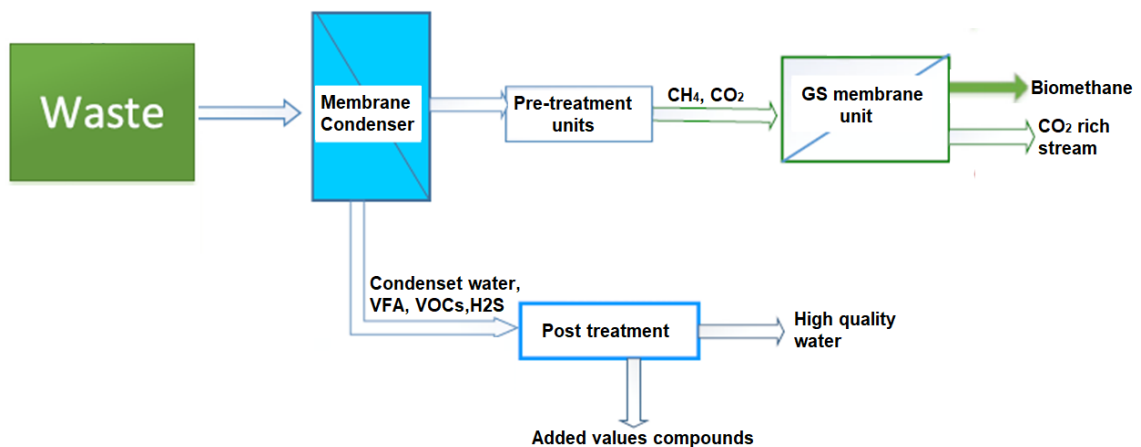 Waste
Membrane
Condenser
Pre-treatment
units
CH₄, CO₂
GS membrane
unit
Biomethane
CO₂ rich
stream
Condenset water,
VFA, VOCs,H2S
Post treatment
High quality
water
Added values compounds